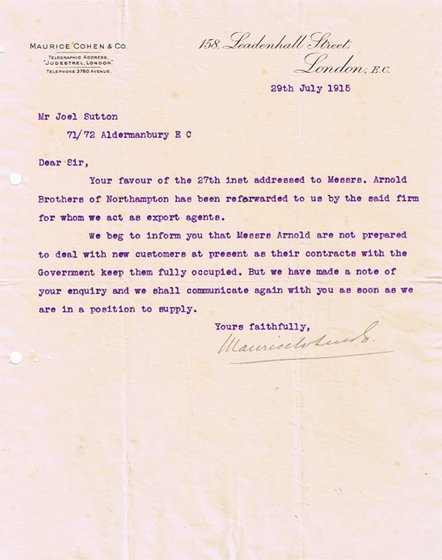 MAURICE COHEN & CO.
TELEGRAPHIC ADDRESS,
"JUDESTREL, LONDON."
TELEPHONE 3780 AVENUE.
158, Leadenhall Street,
London, E.C.
29th July 1915
Mr Joel Sutton
71/72 Aldermanbury E C
Dear Sir,
Your favour of the 27th inst addressed to Messrs. Arnold
Brothers of Northampton has been reforwarded to us by the said firm
for whom we act as export agents.
We beg to inform you that Messrs Arnold are not prepared
to deal with new customers at present as their contracts with the
Government keep them fully occupied. But we have made a note of
your enquiry and we shall communicate again with you as soon as we
are in a position to supply.
Yours faithfully,
Maurice Cohen & Co.